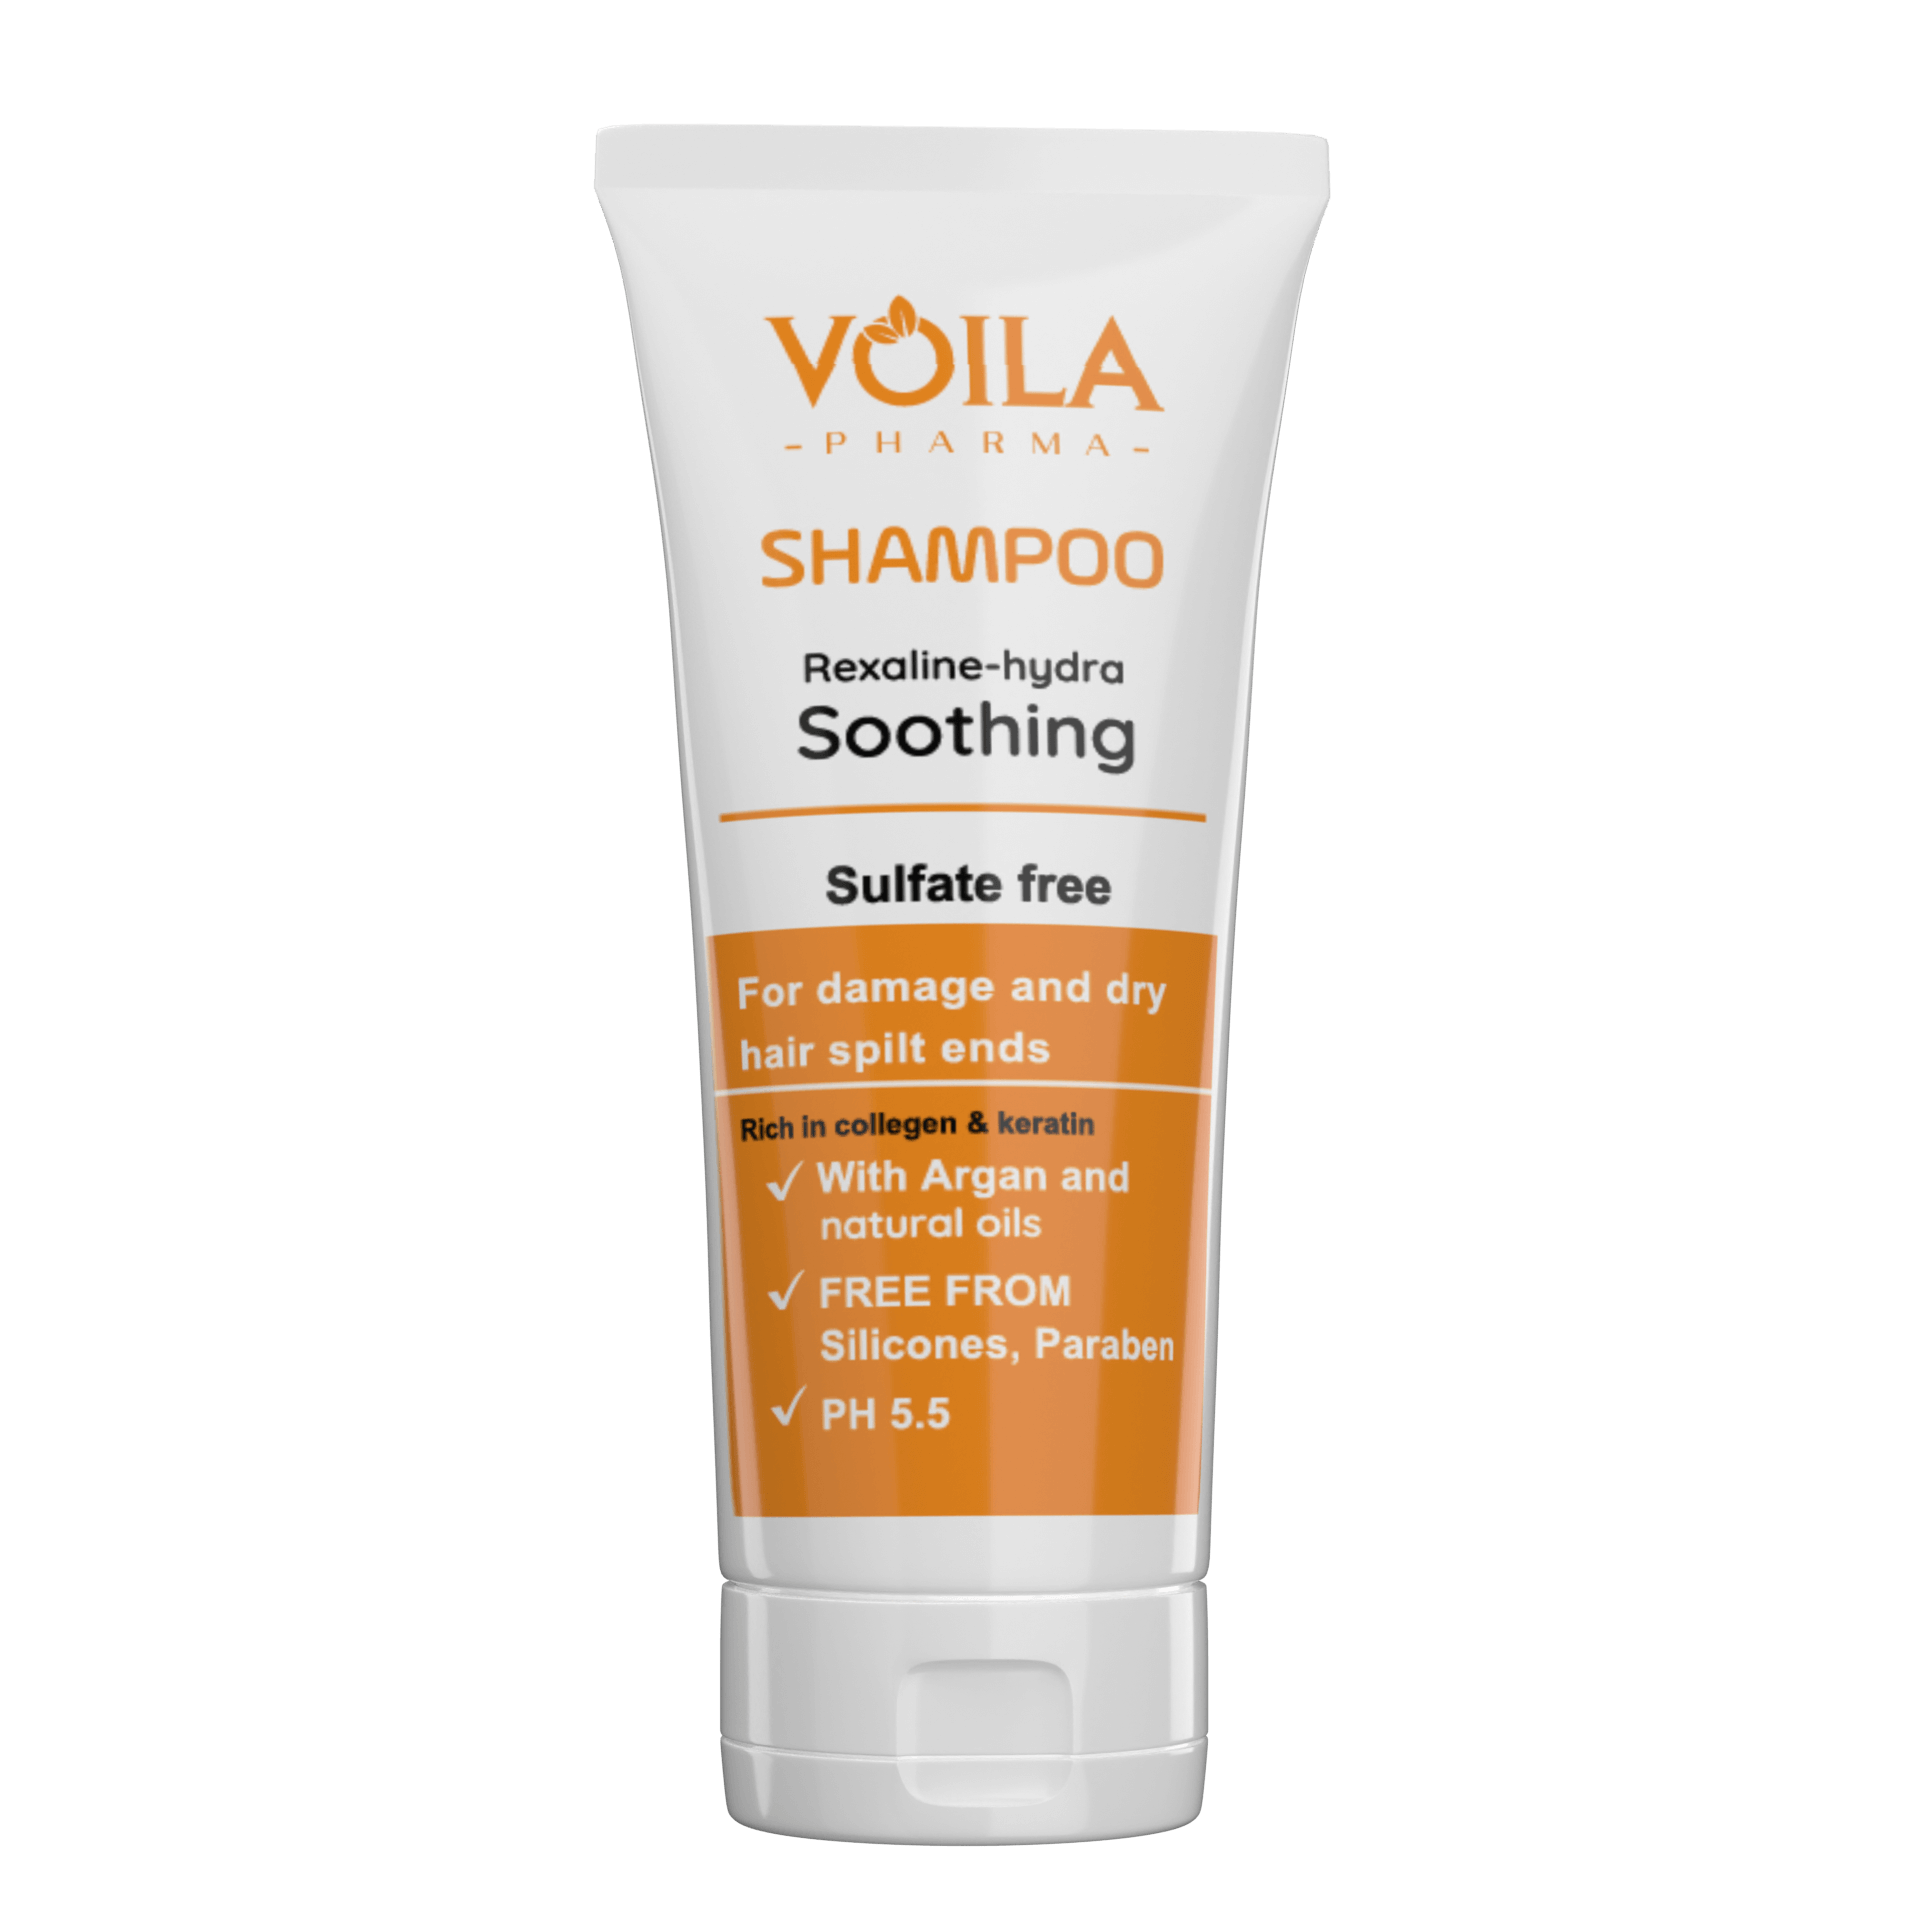 VOILA
-PHARMA-
SHAMPOO
Rexaline-hydra
Soothing
Sulfate free
For damage and dry
hair spilt ends
Rich in collegen & keratin
✓ With Argan and
natural oils
✓ FREE FROM
Silicones, Paraben
✓ PH 5.5